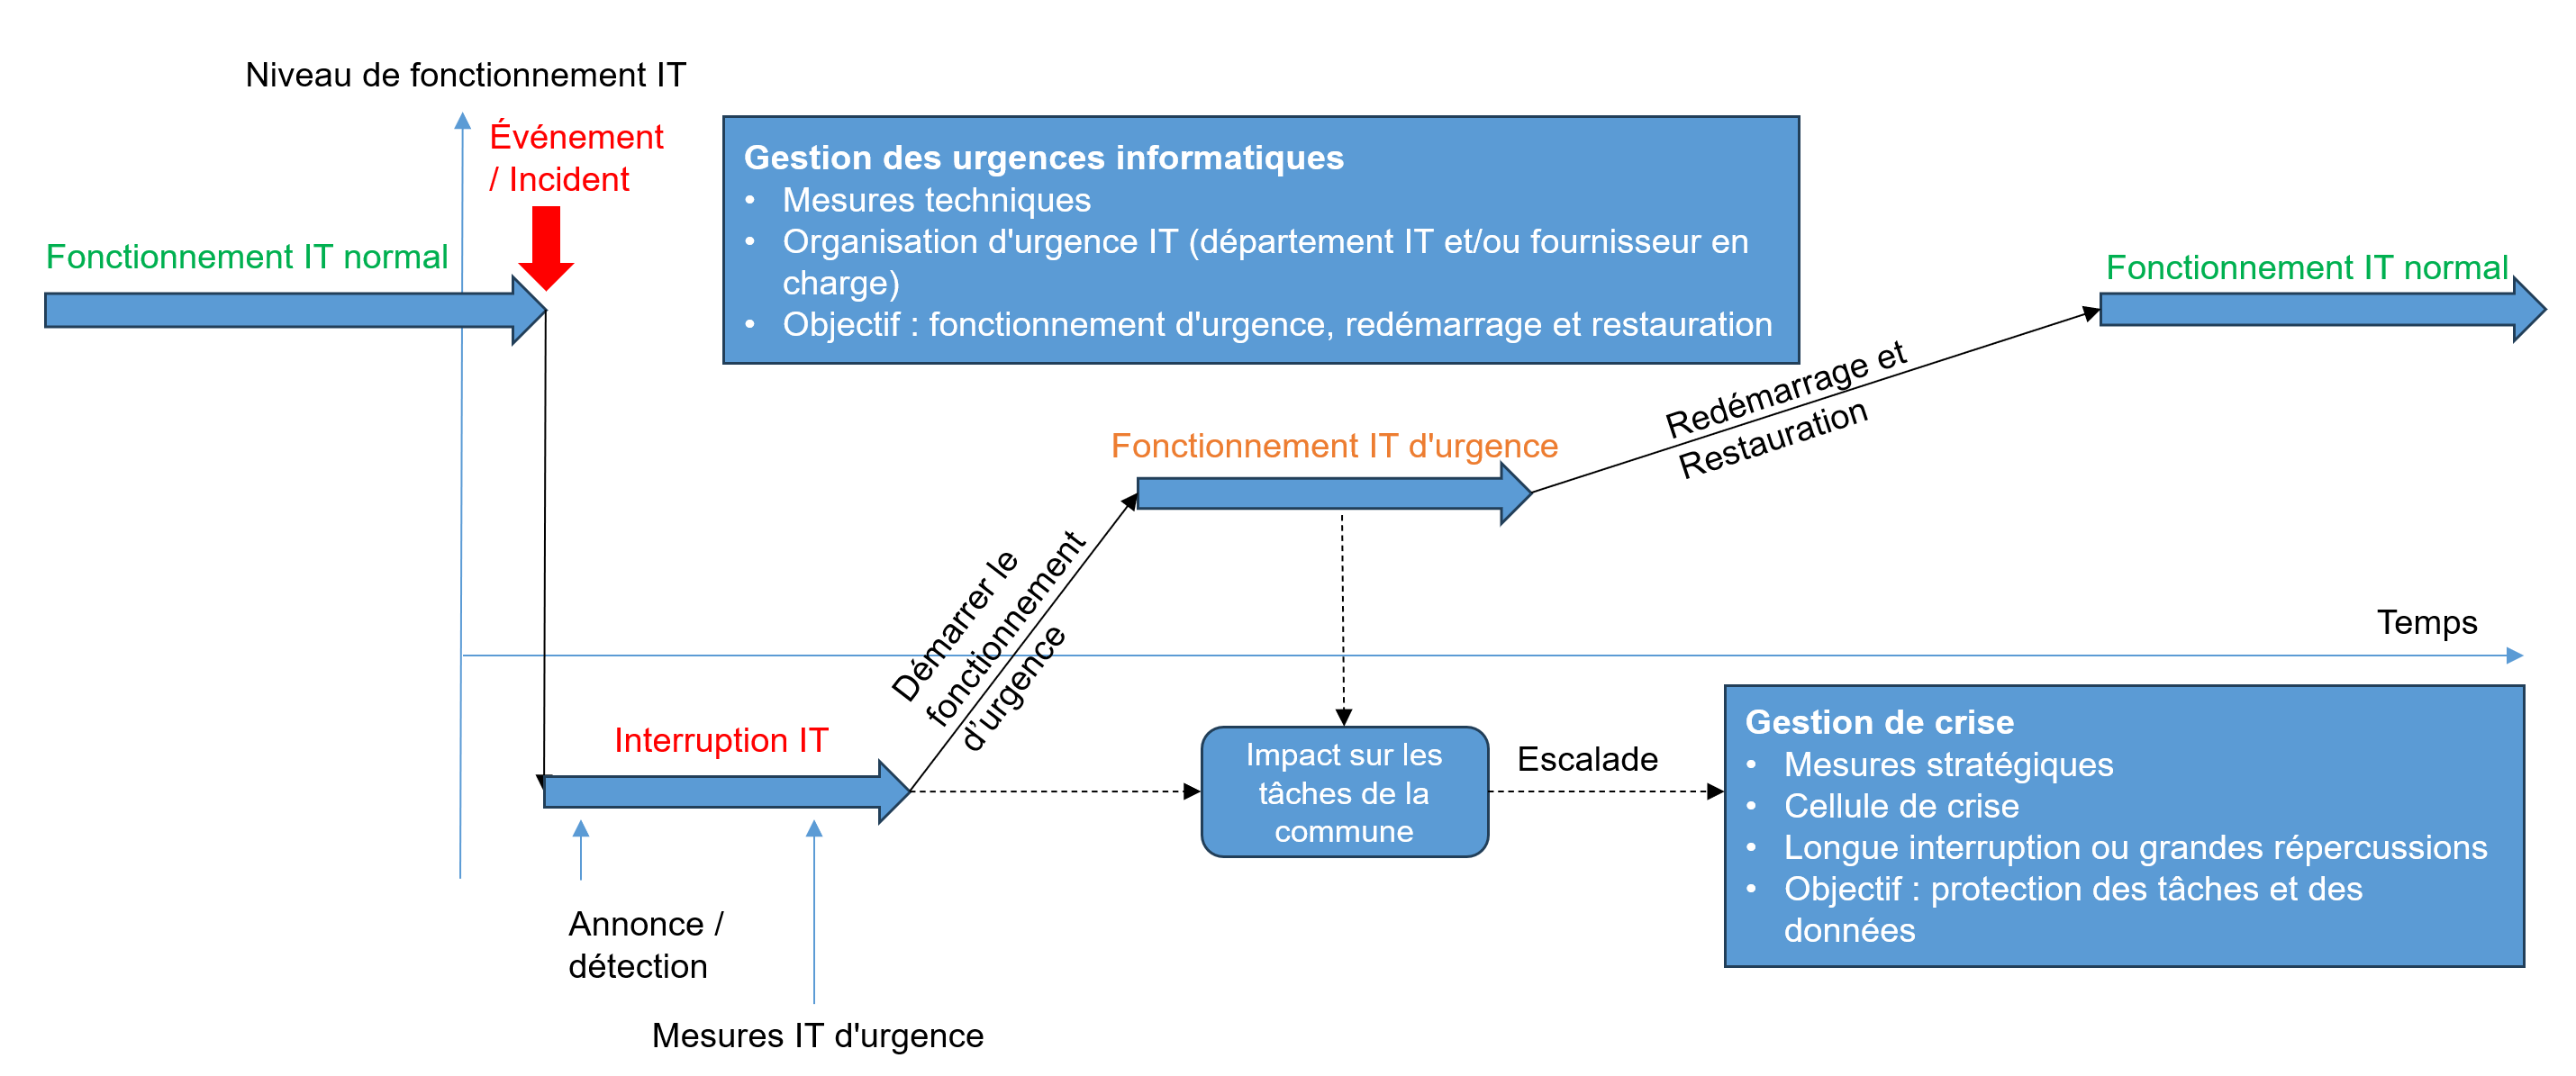 Niveau de fonctionnement IT
Événement
/ Incident
Fonctionnement IT normal
Gestion des urgences informatiques
• Mesures techniques
• Organisation d'urgence IT (département IT et/ou fournisseur en
charge)
• Objectif : fonctionnement d'urgence, redémarrage et restauration
Fonctionnement IT normal
Redémarrage et
Restauration
Fonctionnement IT d'urgence
Démarrer le
fonctionnement
d’urgence
Temps
Interruption IT
Impact sur les
tâches de la
commune
Escalade
Gestion de crise
• Mesures stratégiques
• Cellule de crise
• Longue interruption ou grandes répercussions
• Objectif : protection des tâches et des
données
Annonce /
détection
Mesures IT d'urgence